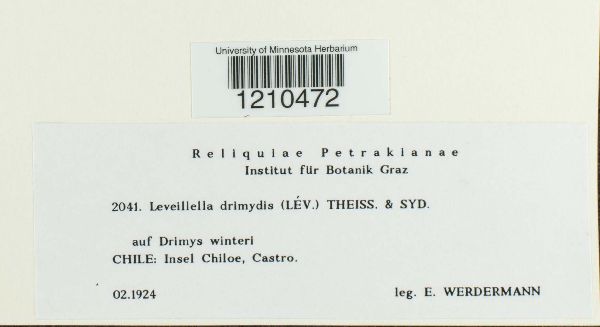 University of Minnesota Herbarium
1210472
Reliquiae Petrakianae
Institut für Botanik Graz
2041. Leveillella drimydis (LÉV.) THEISS. & SYD.
auf Drimys winteri
CHILE: Insel Chiloe, Castro.
02.1924 leg. E. WERDERMANN